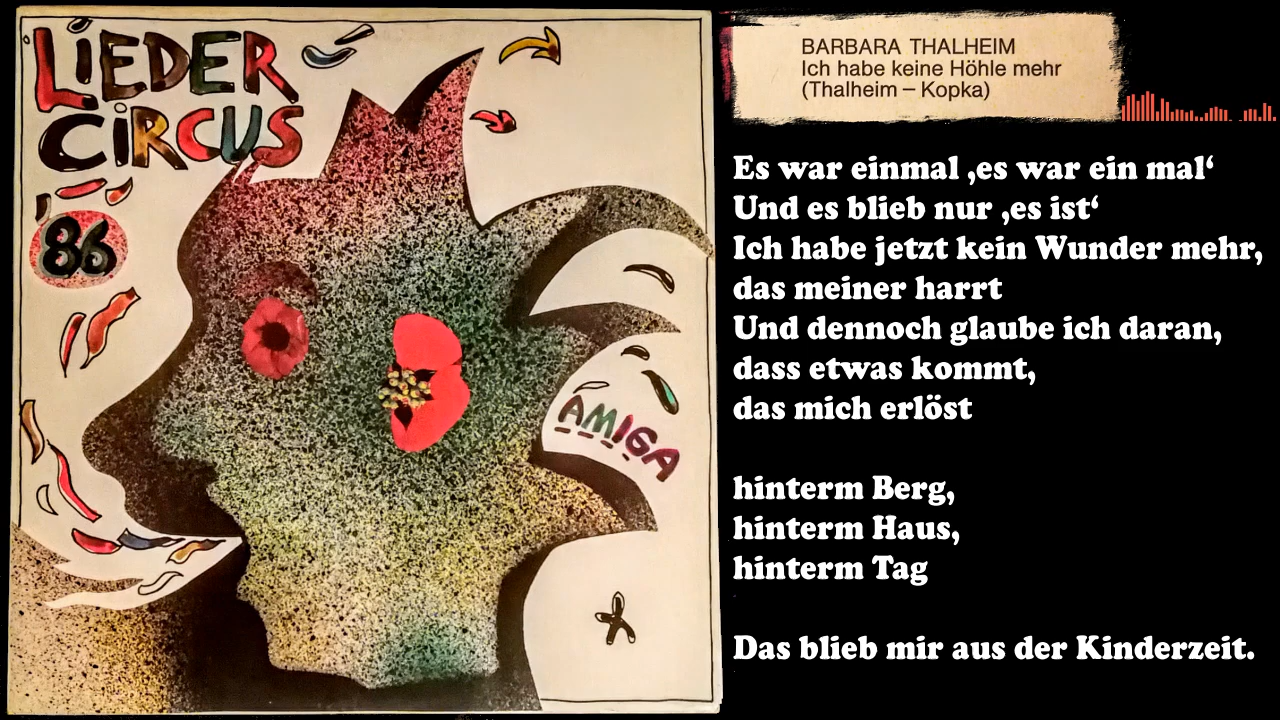 LiEDER
CiRCUS
86
AMIGA
BARBARA THALHEIM
Ich habe keine Höhle mehr
(Thalheim – Kopka)
Es war einmal ‚es war ein mal‘
Und es blieb nur ‚es ist‘
Ich habe jetzt kein Wunder mehr,
das meiner harrt
Und dennoch glaube ich daran,
dass etwas kommt,
das mich erlöst
hinterm Berg,
hinterm Haus,
hinterm Tag
Das blieb mir aus der Kinderzeit.